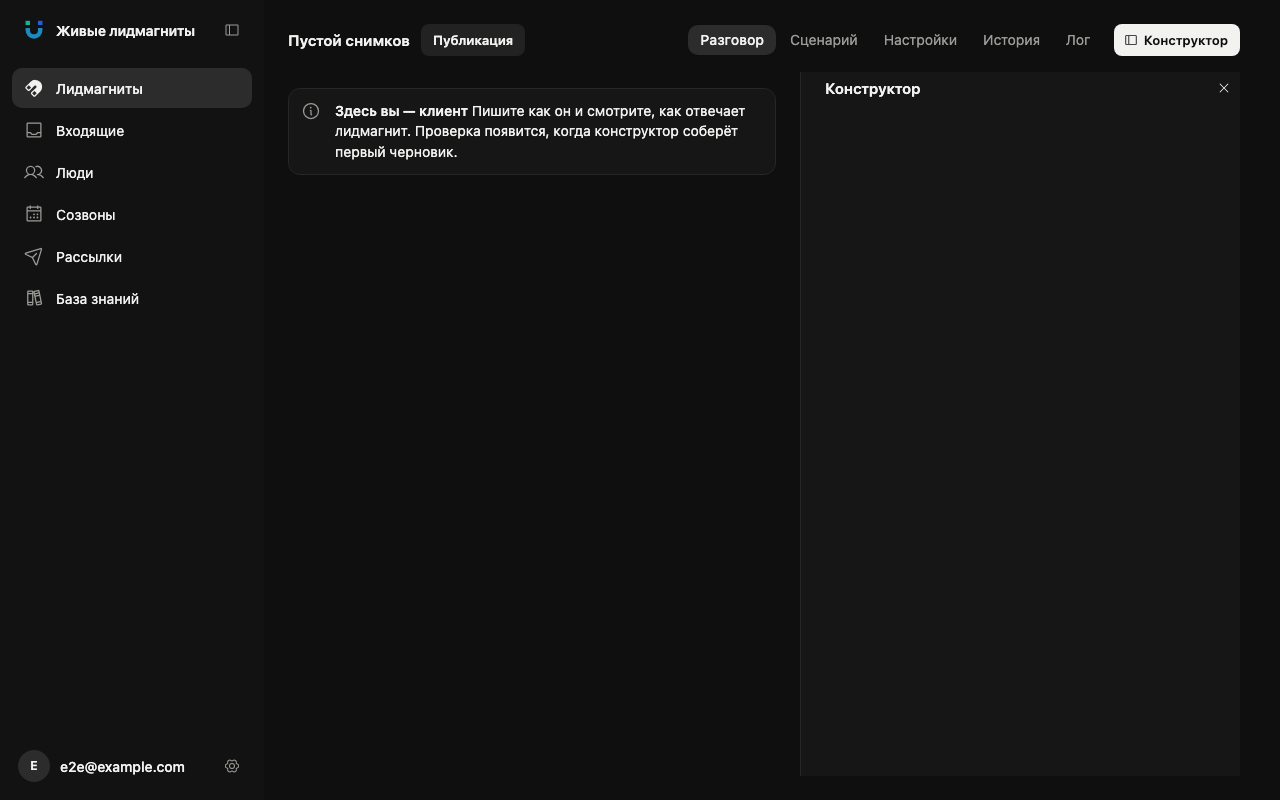 Живые лидмагниты
Лидмагниты
Входящие
Люди
Созвоны
Рассылки
База знаний
E
e2e@example.com
Пустой снимков
Публикация
Разговор
Сценарий
Настройки
История
Лог
Конструктор
Здесь вы — клиент Пишите как он и смотрите, как отвечает
лидмагнит. Проверка появится, когда конструктор соберёт
первый черновик.
Конструктор